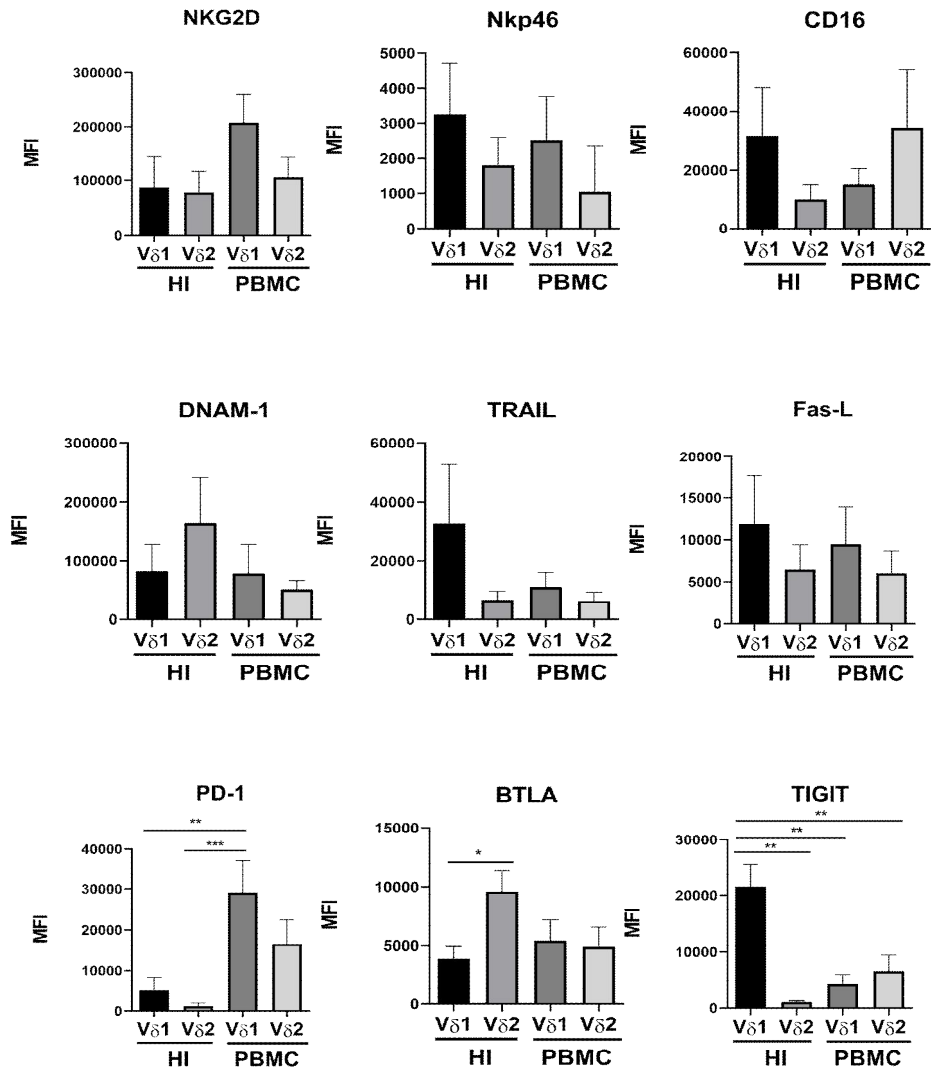 NKG2D
Nkp46
CD16
MFI
300000
200000
100000
0
Vδ1 Vδ2 Vδ1 Vδ2
HI PBMC
MFI
5000
4000
3000
2000
1000
0
Vδ1 Vδ2 Vδ1 Vδ2
HI PBMC
MFI
60000
40000
20000
0
Vδ1 Vδ2 Vδ1 Vδ2
HI PBMC
DNAM-1
TRAIL
Fas-L
MFI
300000
200000
100000
0
Vδ1 Vδ2 Vδ1 Vδ2
HI PBMC
MFI
60000
40000
20000
0
Vδ1 Vδ2 Vδ1 Vδ2
HI PBMC
MFI
20000
15000
10000
5000
0
Vδ1 Vδ2 Vδ1 Vδ2
HI PBMC
PD-1
BTLA
TIGIT
**
***
MFI
40000
30000
20000
10000
0
Vδ1 Vδ2 Vδ1 Vδ2
HI PBMC
*
MFI
15000
10000
5000
0
Vδ1 Vδ2 Vδ1 Vδ2
HI PBMC
**
**
**
MFI
30000
20000
10000
0
Vδ1 Vδ2 Vδ1 Vδ2
HI PBMC